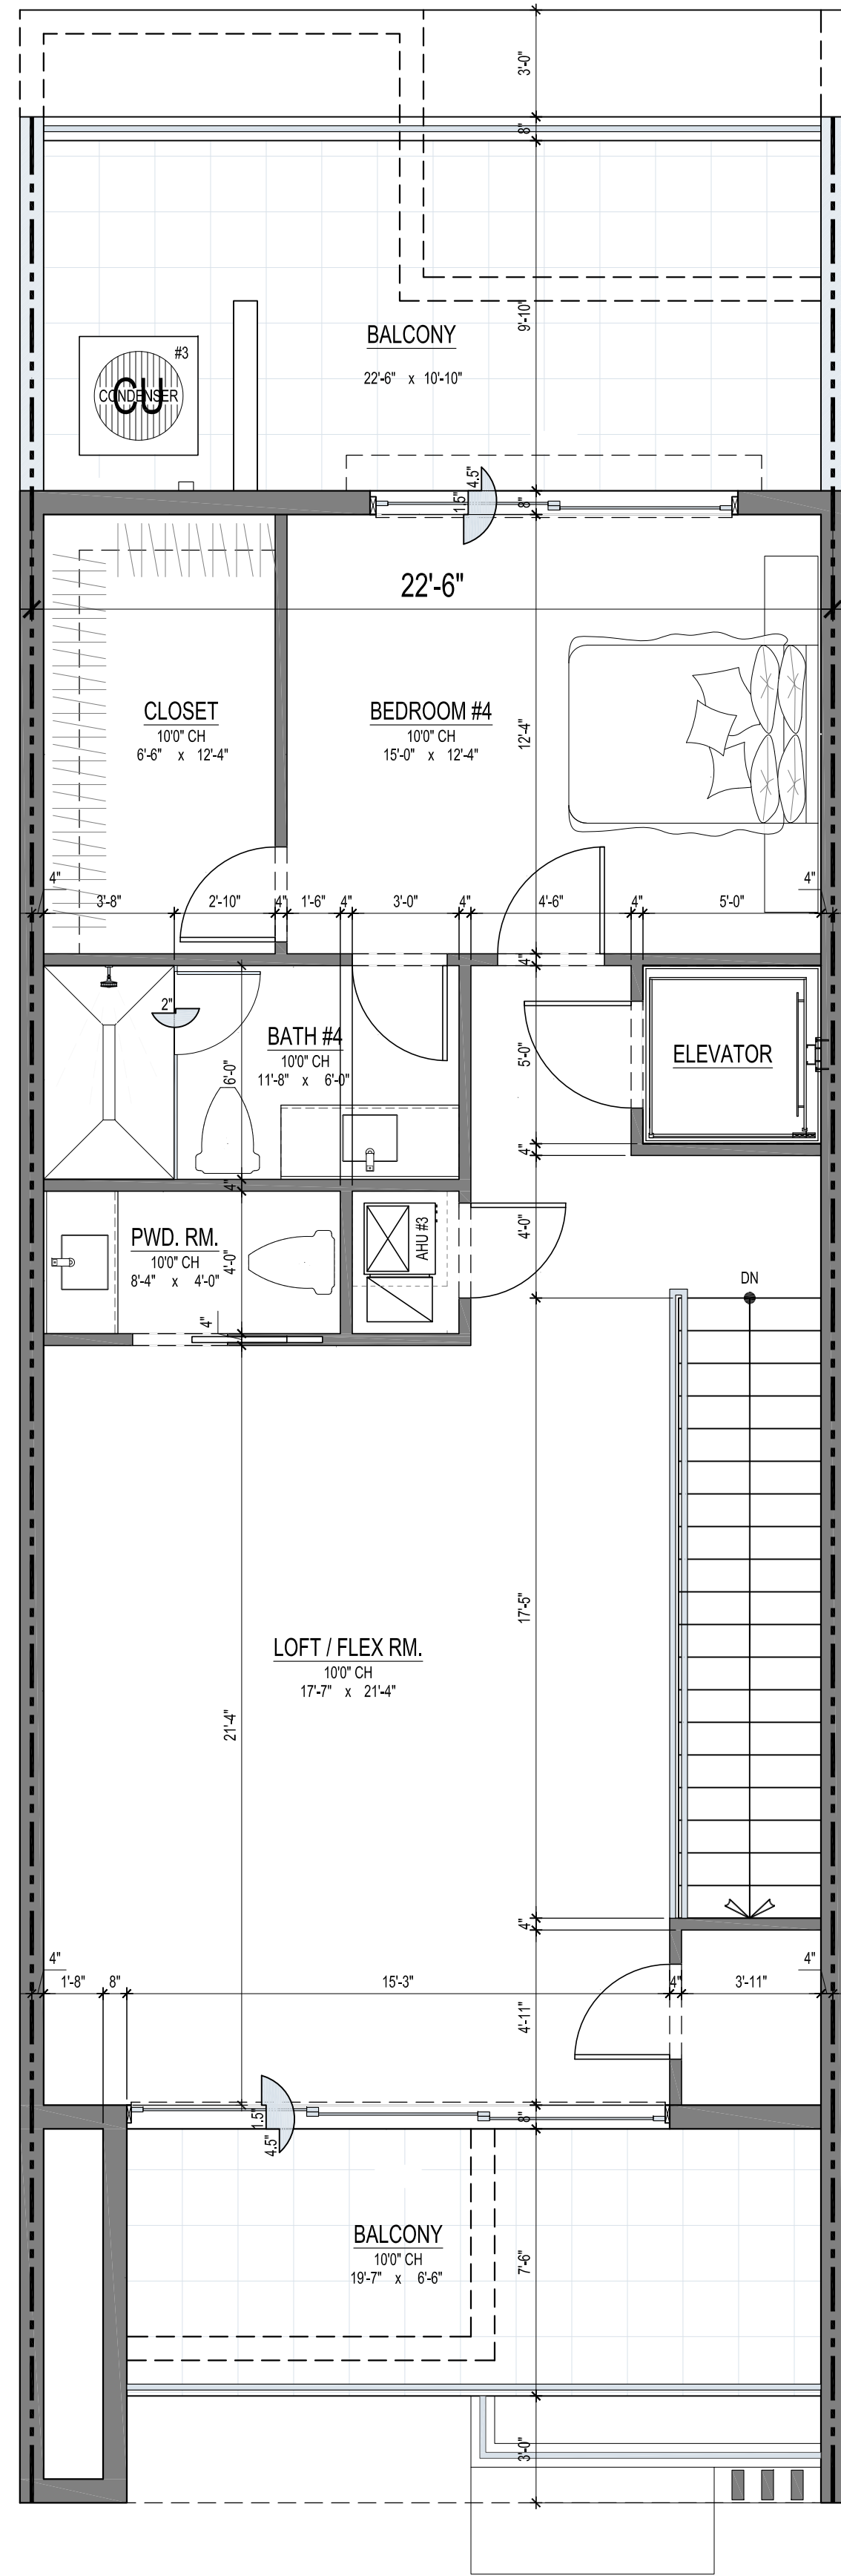 3'-0"
8"
9'-10"
BALCONY
22'-6" x 10'-10"
#3
CU
CONDENSER
4.5"
1.5"
8"
22'-6"
CLOSET
10'0" CH
6'-6" x 12'-4"
BEDROOM #4
10'0" CH
15'-0" x 12'-4"
12'-4"
4"
4"
3'-8"
2'-10"
4"
1'-6"
4"
3'-0"
4"
4'-6"
4"
5'-0"
4"
2"
BATH #4
10'0" CH
11'-8" x 6'-0"
6'-0"
5'-0"
ELEVATOR
4"
4"
PWD. RM.
10'0" CH
8'-4" x 4'-0"
4'-0"
AHU #3
4'-0"
4"
DN
17'-5"
LOFT / FLEX RM.
10'0" CH
17'-7" x 21'-4"
21'-4"
4"
4"
4"
1'-8"
8"
15'-3"
4"
3'-11"
4'-11"
1.5"
4.5"
8"
BALCONY
10'0" CH
19'-7" x 6'-6"
7'-6"
3'-0"